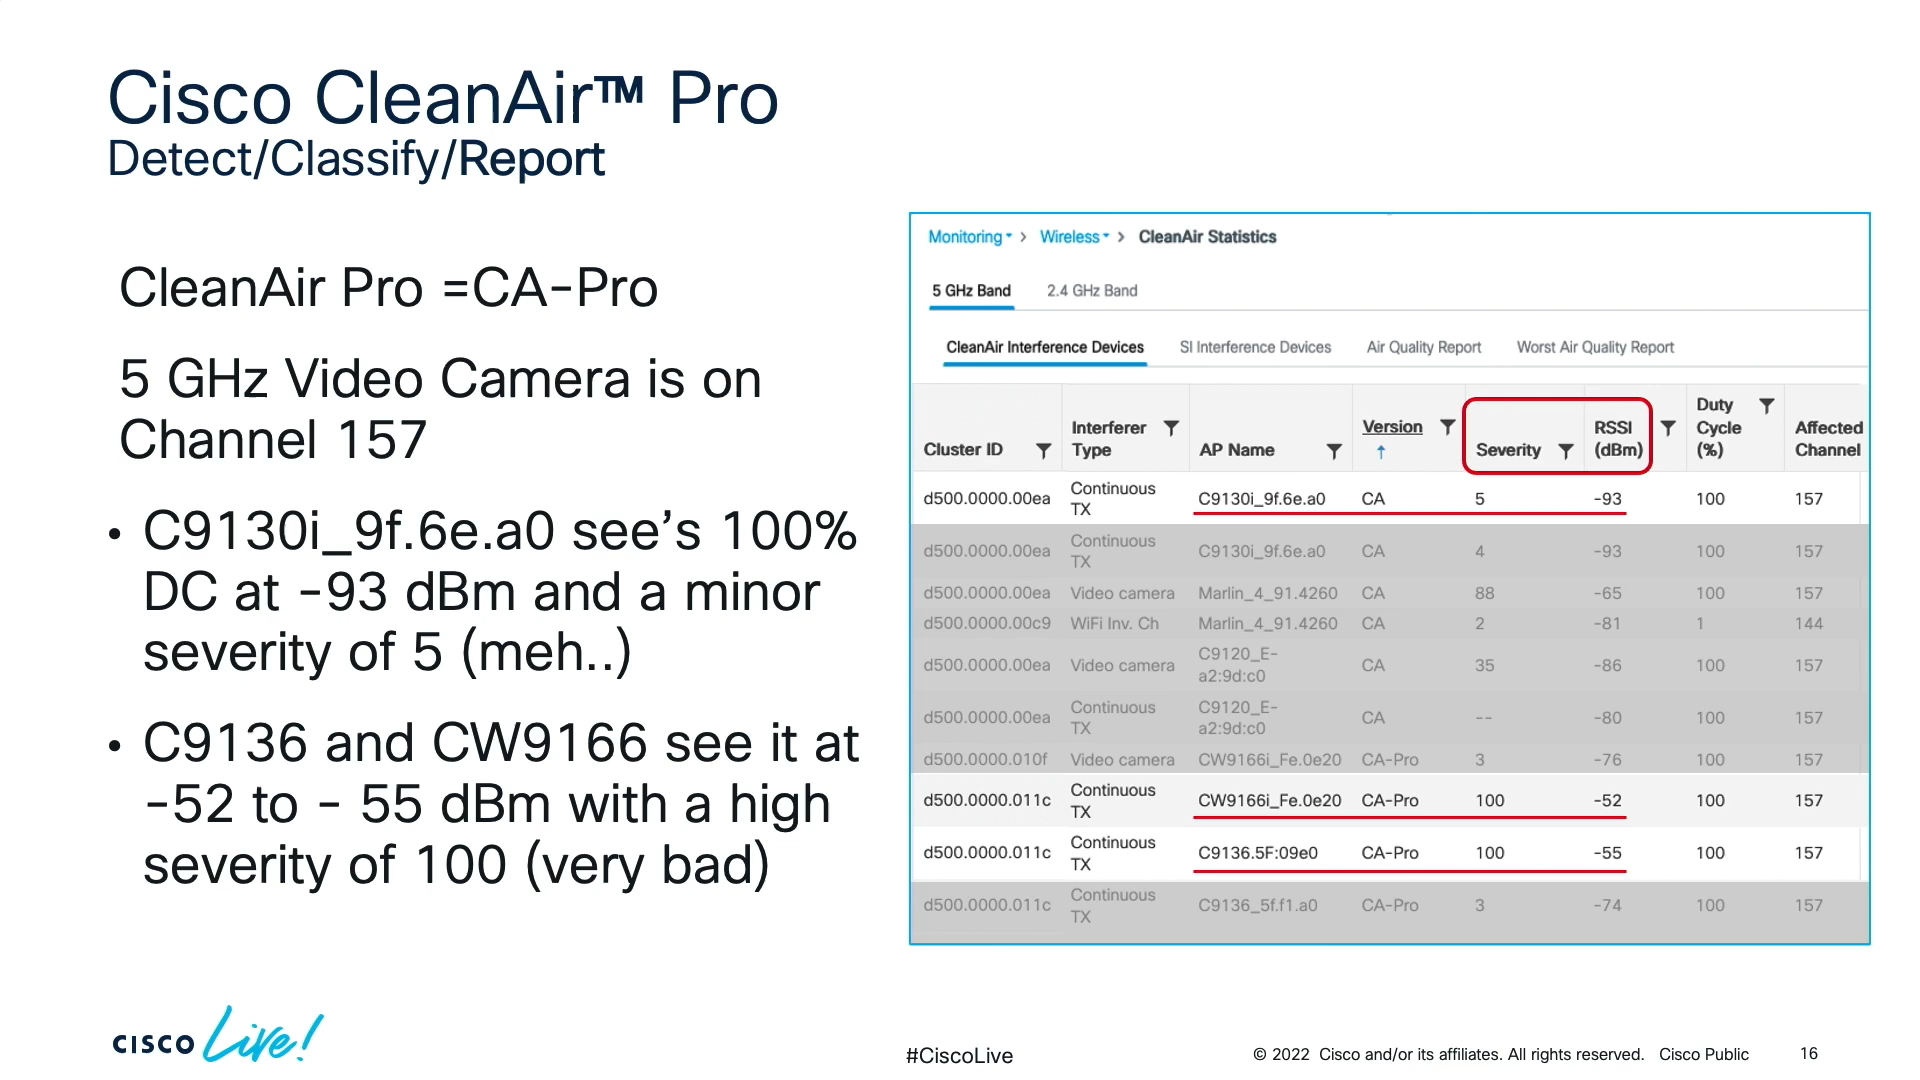 Cisco CleanAir™ Pro
Detect/Classify/Report
CleanAir Pro =CA-Pro
5 GHz Video Camera is on
Channel 157
• C9130i_9f.6e.a0 see’s 100%
DC at -93 dBm and a minor
severity of 5 (meh..)
• C9136 and CW9166 see it at
-52 to - 55 dBm with a high
severity of 100 (very bad)
Monitoring > Wireless > CleanAir Statistics
5 GHz Band 2.4 GHz Band
CleanAir Interference Devices SI Interference Devices Air Quality Report Worst Air Quality Report
Cluster ID Interferer Type AP Name Version ↑ Severity RSSI (dBm) Duty Cycle (%) Affected Channel
d500.0000.00ea Continuous TX C9130i_9f.6e.a0 CA 5 -93 100 157
d500.0000.00ea Continuous TX C9130i_9f.6e.a0 CA 4 -93 100 157
d500.0000.00ea Video camera Marlin_4_91.4260 CA 88 -65 100 157
d500.0000.00c9 WiFi Inv. Ch Marlin_4_91.4260 CA 2 -81 1 144
d500.0000.00ea Video camera C9120_E-a2:9d:c0 CA 35 -86 100 157
d500.0000.00ea Continuous TX C9120_E-a2:9d:c0 CA -- -80 100 157
d500.0000.010f Video camera CW9166i_Fe.0e20 CA-Pro 3 -76 100 157
d500.0000.011c Continuous TX CW9166i_Fe.0e20 CA-Pro 100 -52 100 157
d500.0000.011c Continuous TX C9136.5F:09e0 CA-Pro 100 -55 100 157
d500.0000.011c Continuous TX C9136_5f.f1.a0 CA-Pro 3 -74 100 157
CISCO Live!
#CiscoLive
© 2022 Cisco and/or its affiliates. All rights reserved. Cisco Public 16